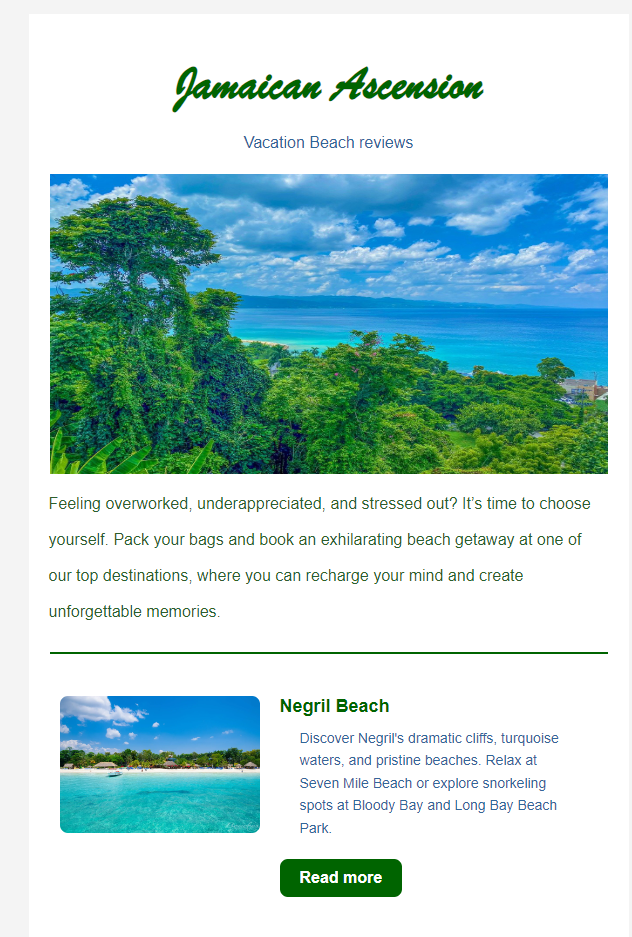 Jamaican Ascension
Vacation Beach reviews
Feeling overworked, underappreciated, and stressed out? It’s time to choose
yourself. Pack your bags and book an exhilarating beach getaway at one of
our top destinations, where you can recharge your mind and create
unforgettable memories.
Negril Beach
Discover Negril's dramatic cliffs, turquoise
waters, and pristine beaches. Relax at
Seven Mile Beach or explore snorkeling
spots at Bloody Bay and Long Bay Beach
Park.
Read more